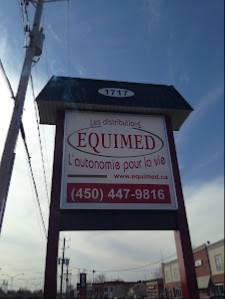 1717
Les distributions
EQUIMED
L'autonomie pour la vie
www.equimed.ca
(450) 447-9816